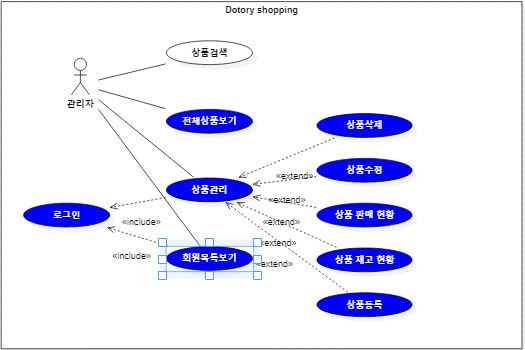 Dotory shopping
상품검색
관리자
전체상품보기
상품삭제
상품수정
«extend»
상품관리
«extend»
상품 판매 현황
로그인
«include»
«extend»
«extend»
회원목록보기
«include»
«extend»
상품 재고 현황
상품등록